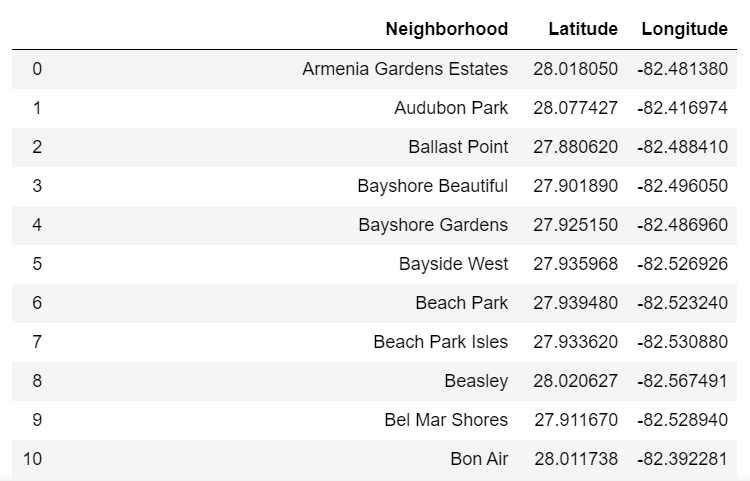 Neighborhood Latitude Longitude
0 Armenia Gardens Estates 28.018050 -82.481380
1 Audubon Park 28.077427 -82.416974
2 Ballast Point 27.880620 -82.488410
3 Bayshore Beautiful 27.901890 -82.496050
4 Bayshore Gardens 27.925150 -82.486960
5 Bayside West 27.935968 -82.526926
6 Beach Park 27.939480 -82.523240
7 Beach Park Isles 27.933620 -82.530880
8 Beasley 28.020627 -82.567491
9 Bel Mar Shores 27.911670 -82.528940
10 Bon Air 28.011738 -82.392281